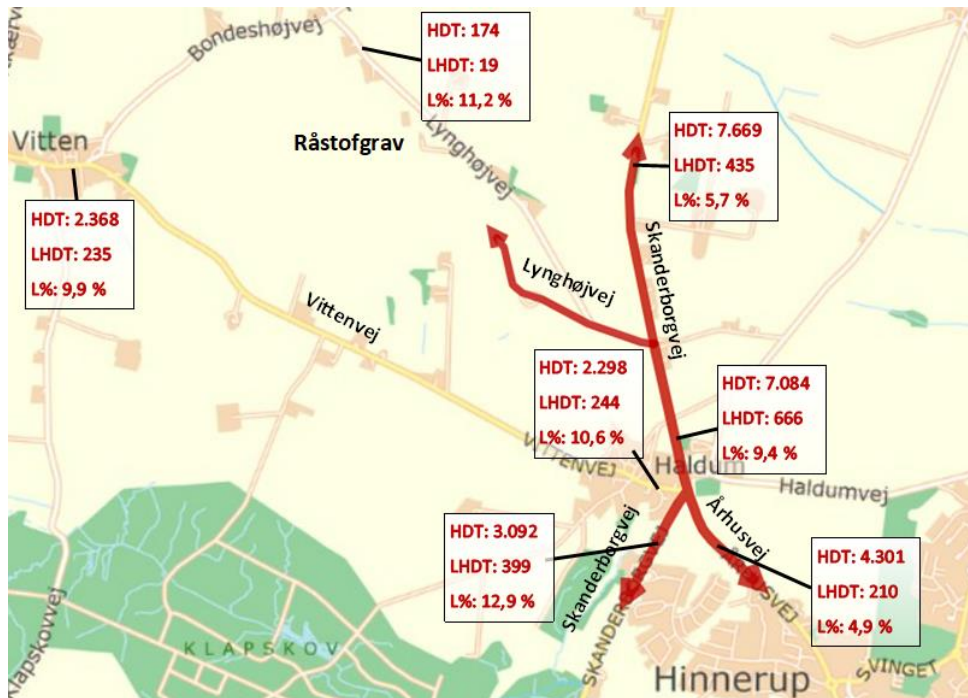 HDT: 174
LHDT: 19
L%: 11,2 %
Bondeshøjvej
Råstofgrav
Lynghøjvej
Vitten
HDT: 7.669
LHDT: 435
L%: 5,7 %
HDT: 2.368
LHDT: 235
L%: 9,9 %
Vittenvej
Lynghøjvej
Skanderborgvej
HDT: 2.298
LHDT: 244
L%: 10,6 %
HDT: 7.084
LHDT: 666
L%: 9,4 %
VITTENVEJ
Haldum
Haldumvej
HDT: 3.092
LHDT: 399
L%: 12,9 %
Skanderborgvej
Århusvej
HDT: 4.301
LHDT: 210
L%: 4,9 %
KLAPSKOV
Klapskovvej
Hinnerup
SVINGET